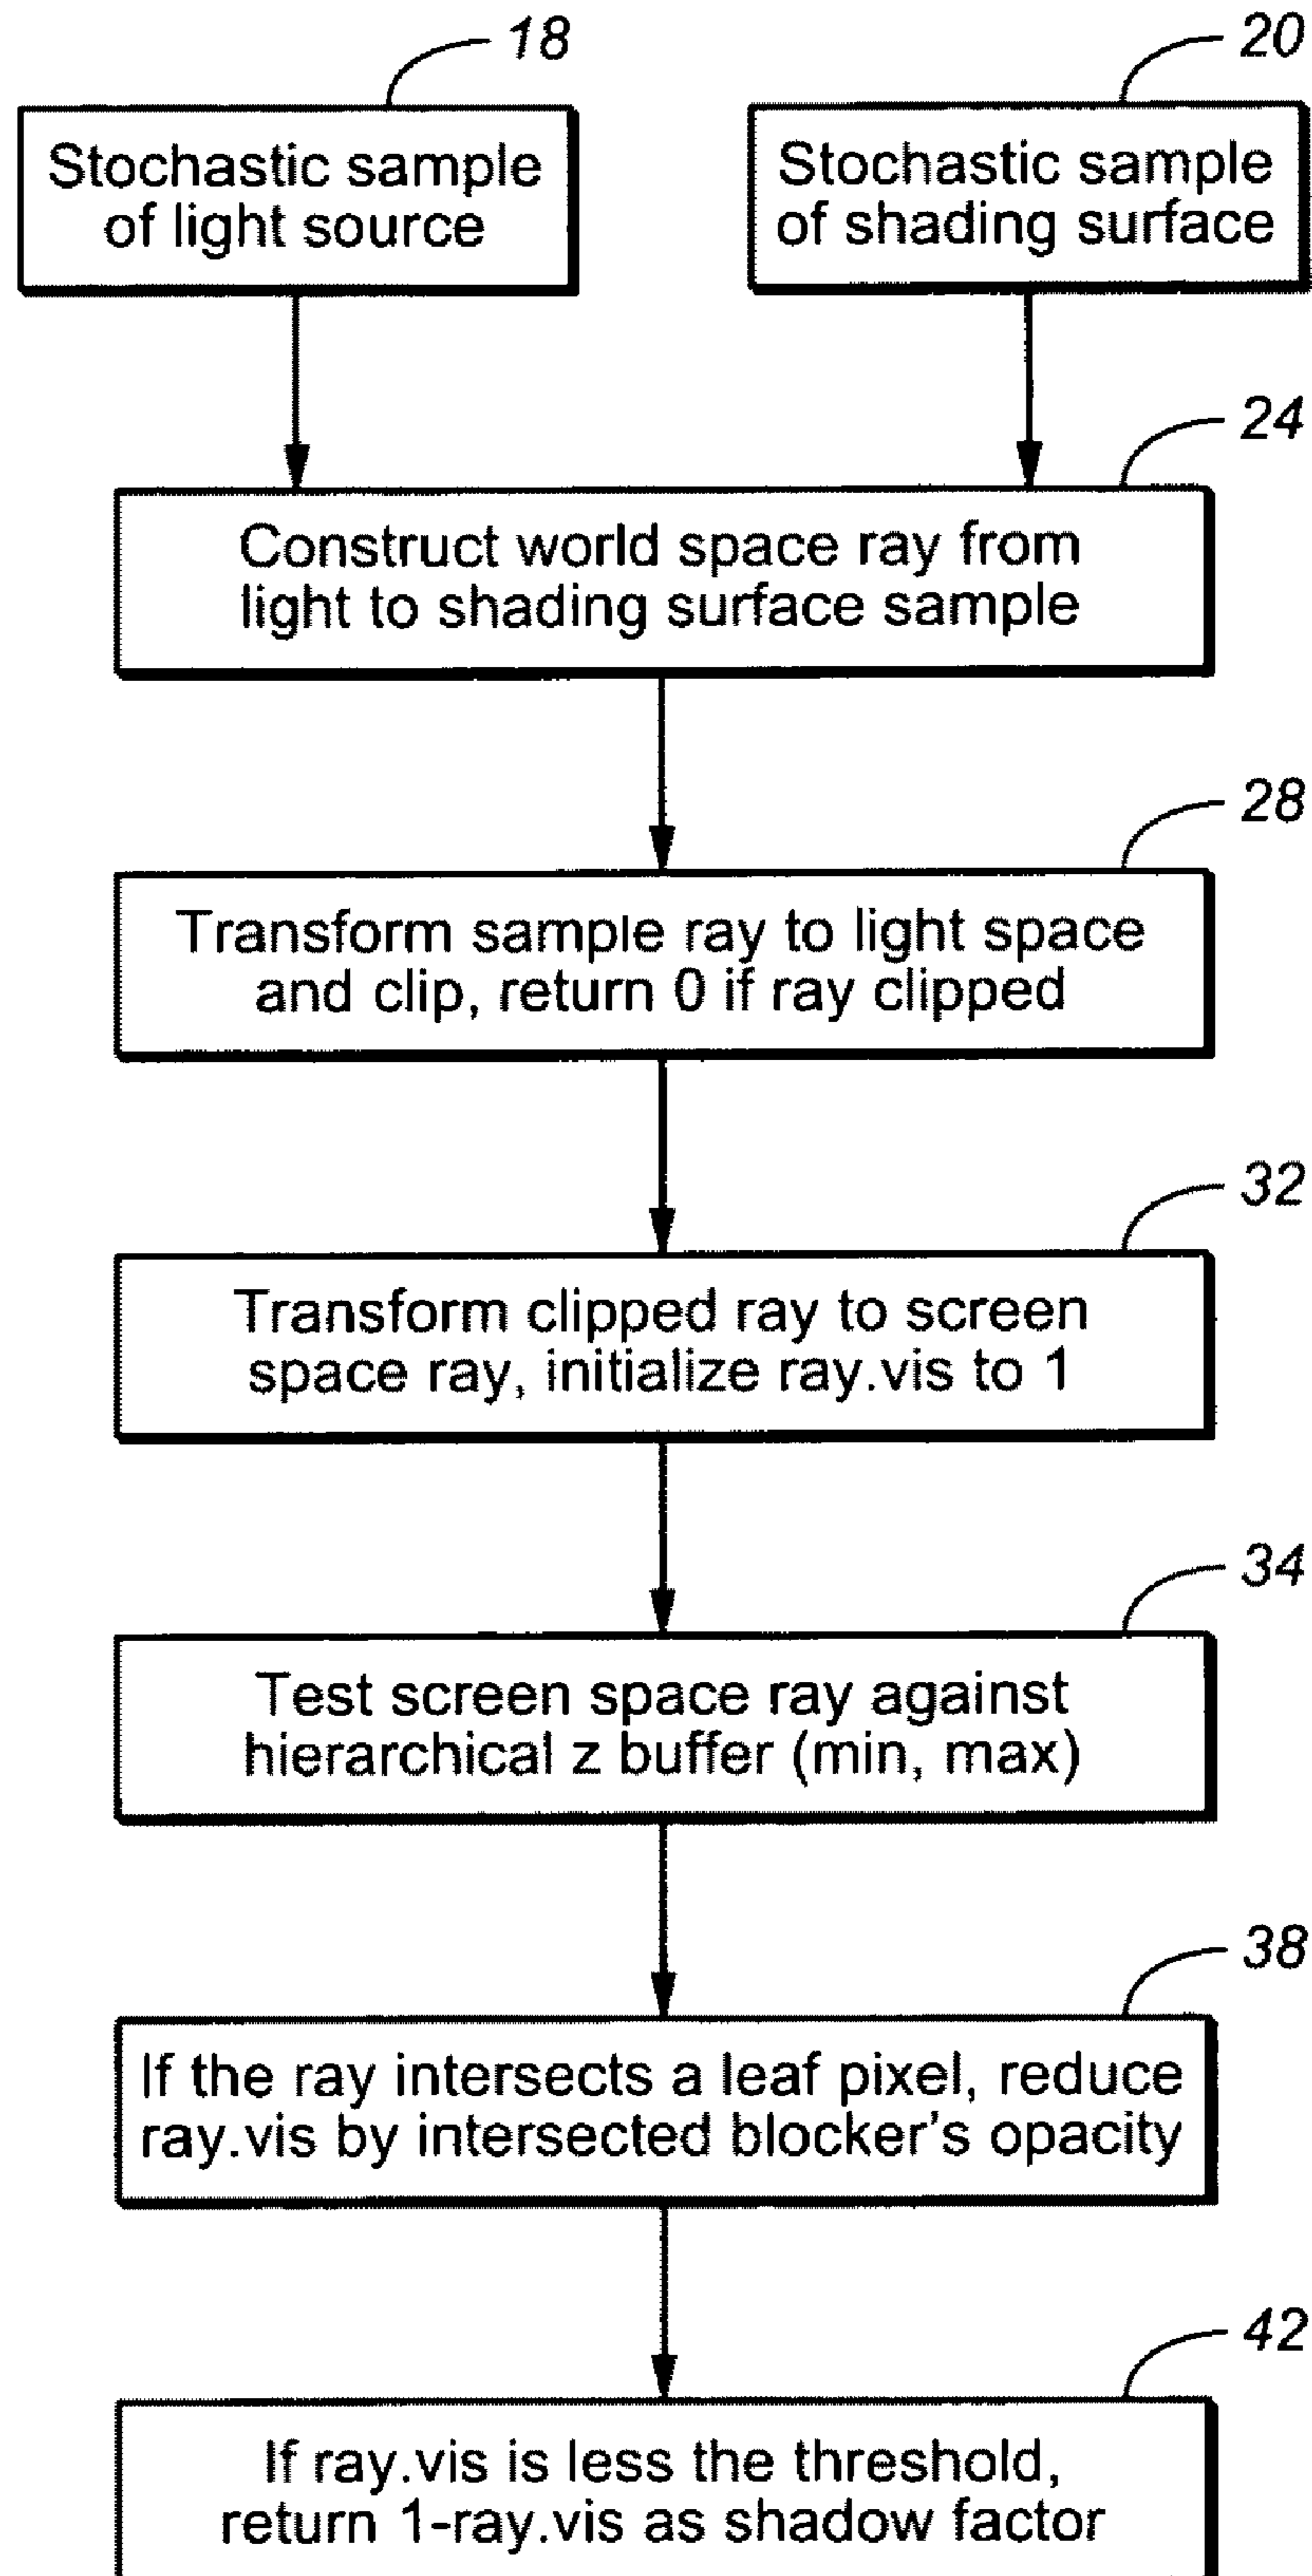 18
20
Stochastic sample
of light source
Stochastic sample
of shading surface
24
Construct world space ray from
light to shading surface sample
28
Transform sample ray to light space
and clip, return 0 if ray clipped
32
Transform clipped ray to screen
space ray, initialize ray.vis to 1
34
Test screen space ray against
hierarchical z buffer (min, max)
38
If the ray intersects a leaf pixel, reduce
ray.vis by intersected blocker's opacity
42
If ray.vis is less the threshold,
return 1-ray.vis as shadow factor